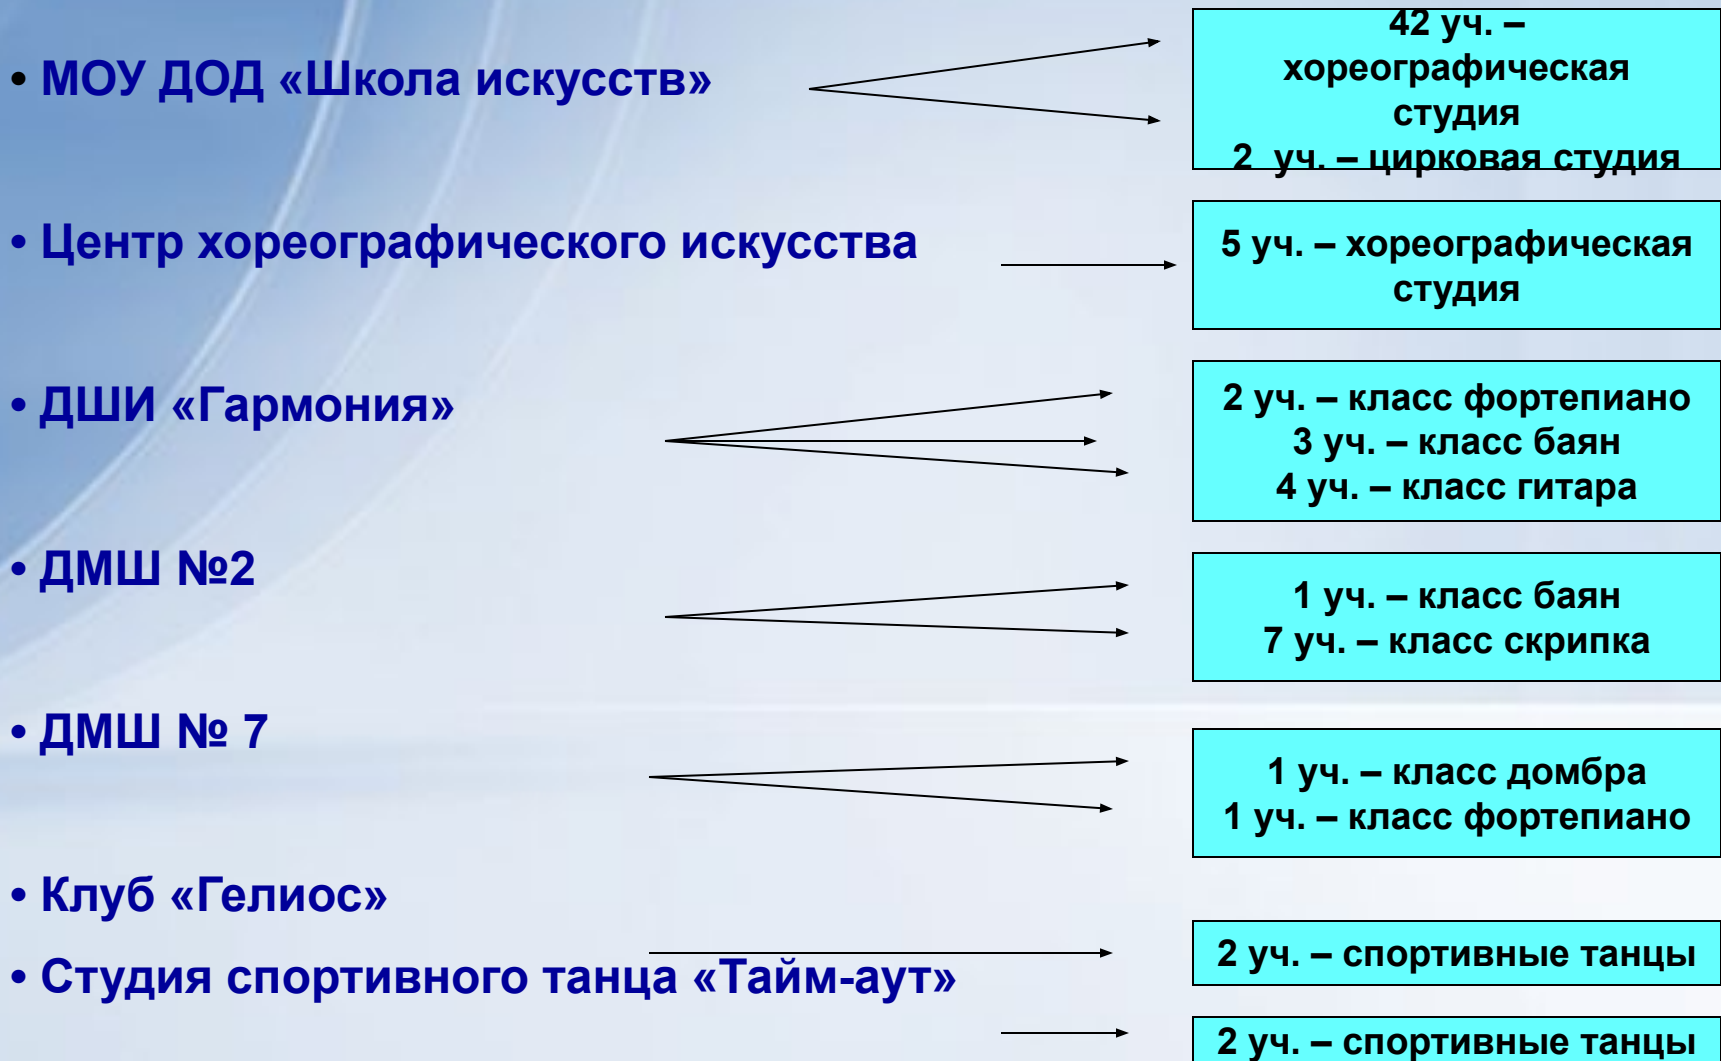 • МОУ ДОД «Школа искусств»
42 уч. –
хореографическая
студия
2 уч. – цирковая студия
• Центр хореографического искусства
5 уч. – хореографическая
студия
• ДШИ «Гармония»
2 уч. – класс фортепиано
3 уч. – класс баян
4 уч. – класс гитара
• ДМШ №2
1 уч. – класс баян
7 уч. – класс скрипка
• ДМШ № 7
1 уч. – класс домбра
1 уч. – класс фортепиано
• Клуб «Гелиос»
2 уч. – спортивные танцы
• Студия спортивного танца «Тайм-аут»
2 уч. – спортивные танцы